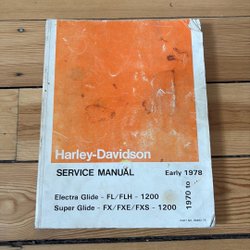 Harley-Davidson
SERVICE MANUAL
Early 1978
1970 to
Electra Glide - FL/FLH - 1200
Super Glide - FX/FXE/FXS - 1200